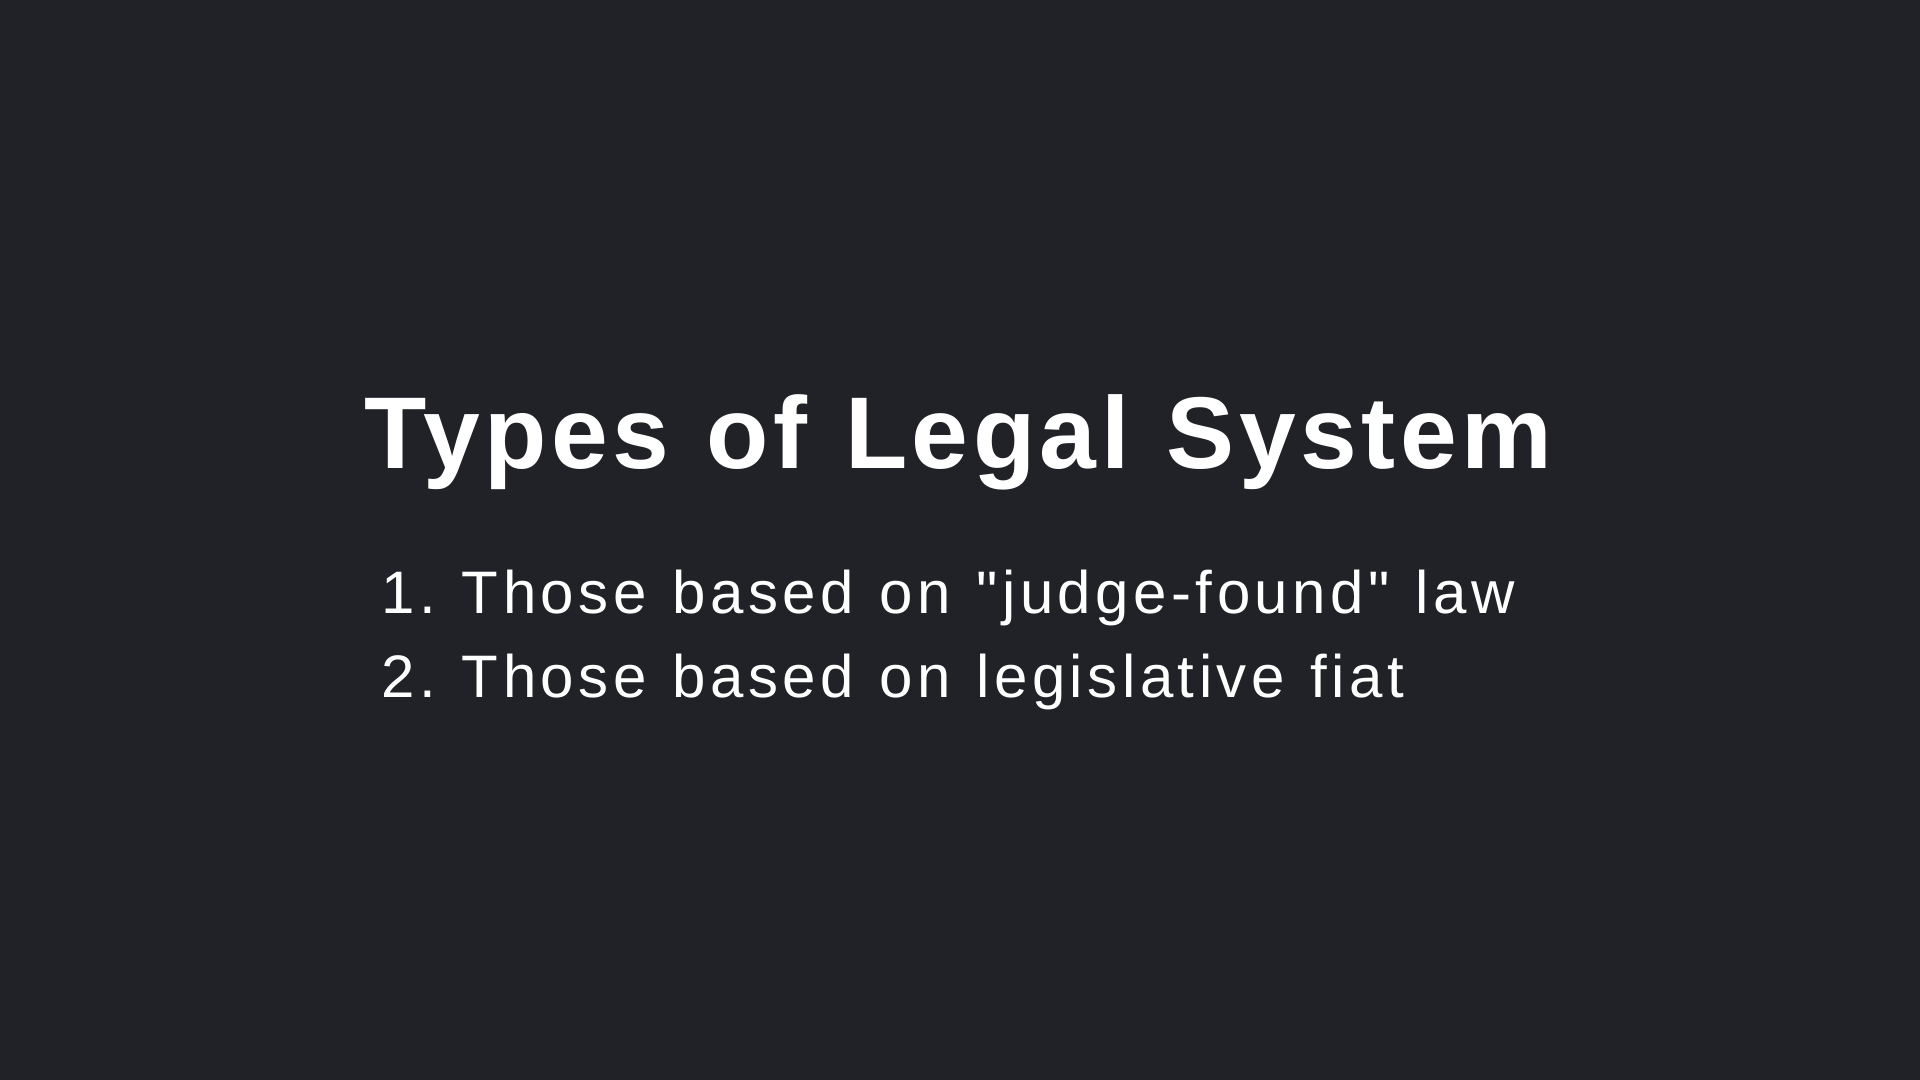 Types of Legal System
1. Those based on "judge-found" law
2. Those based on legislative fiat